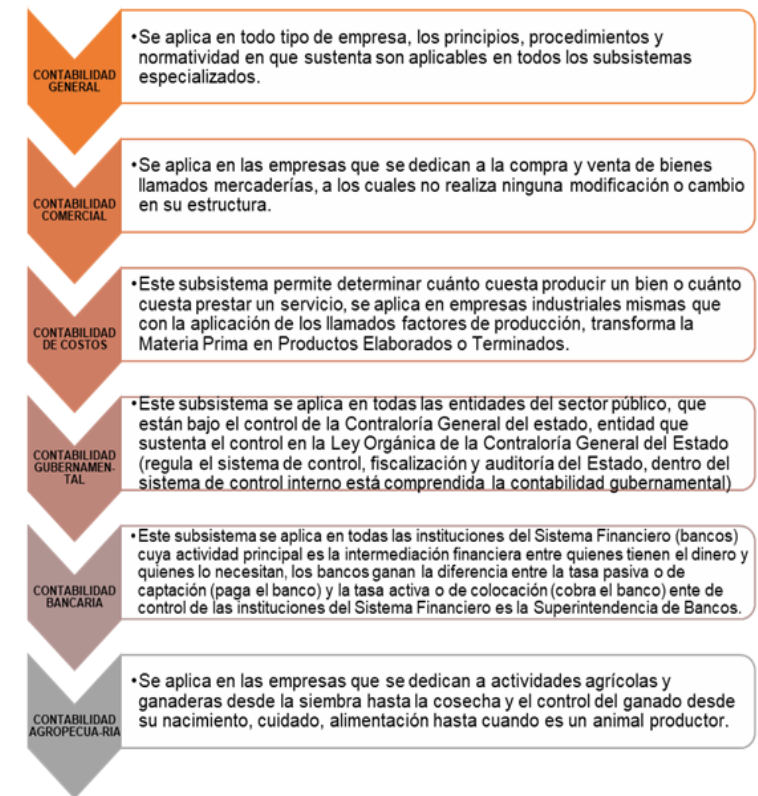 CONTABILIDAD
GENERAL
•Se aplica en todo tipo de empresa, los principios, procedimientos y
normatividad en que sustenta son aplicables en todos los subsistemas
especializados.
CONTABILIDAD
COMERCIAL
•Se aplica en las empresas que se dedican a la compra y venta de bienes
llamados mercaderías, a los cuales no realiza ninguna modificación o cambio
en su estructura.
CONTABILIDAD
DE COSTOS
•Este subsistema permite determinar cuánto cuesta producir un bien o cuánto
cuesta prestar un servicio, se aplica en empresas industriales mismas que
con la aplicación de los llamados factores de producción, transforma la
Materia Prima en Productos Elaborados o Terminados.
CONTABILIDAD
GUBERNAMEN-
TAL
•Este subsistema se aplica en todas las entidades del sector público, que
están bajo el control de la Contraloría General del estado, entidad que
sustenta el control en la Ley Orgánica de la Contraloría General del Estado
(regula el sistema de control, fiscalización y auditoría del Estado, dentro del
sistema de control interno está comprendida la contabilidad gubernamental)
CONTABILIDAD
BANCARIA
•Este subsistema se aplica en todas las instituciones del Sistema Financiero (bancos)
cuya actividad principal es la intermediación financiera entre quienes tienen el dinero y
quienes lo necesitan, los bancos ganan la diferencia entre la tasa pasiva o de
captación (paga el banco) y la tasa activa o de colocación (cobra el banco) ente de
control de las instituciones del Sistema Financiero es la Superintendencia de Bancos.
CONTABILIDAD
AGROPECUA-RIA
•Se aplica en las empresas que se dedican a actividades agrícolas y
ganaderas desde la siembra hasta la cosecha y el control del ganado desde
su nacimiento, cuidado, alimentación hasta cuando es un animal productor.